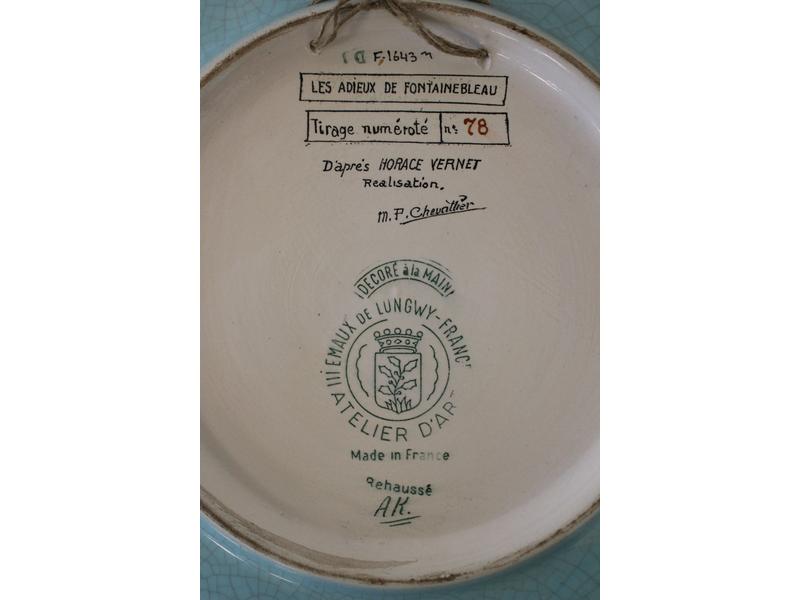 F.1643 m
LES ADIEUX DE FONTAINEBLEAU
Tirage numéroté n°: 78
D'après HORACE VERNET
Realisation.
M.P. Chevallier
DECORÉ à la MAIN
EMAUX DE LUNGWY-FRANC
ATELIER D'AR
Made in France
Rehaussé
AK.